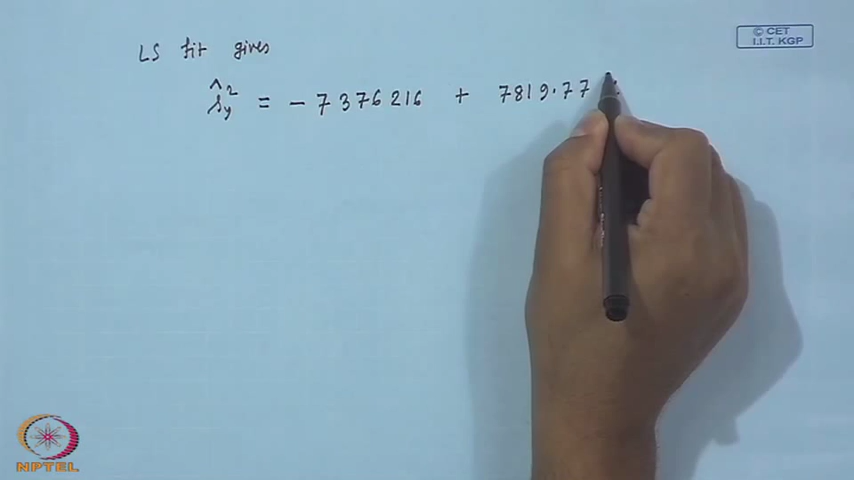 LS fit gives
© CET
I.I.T. KGP
ŝ²y = - 7376216 + 7819.77
NPTEL